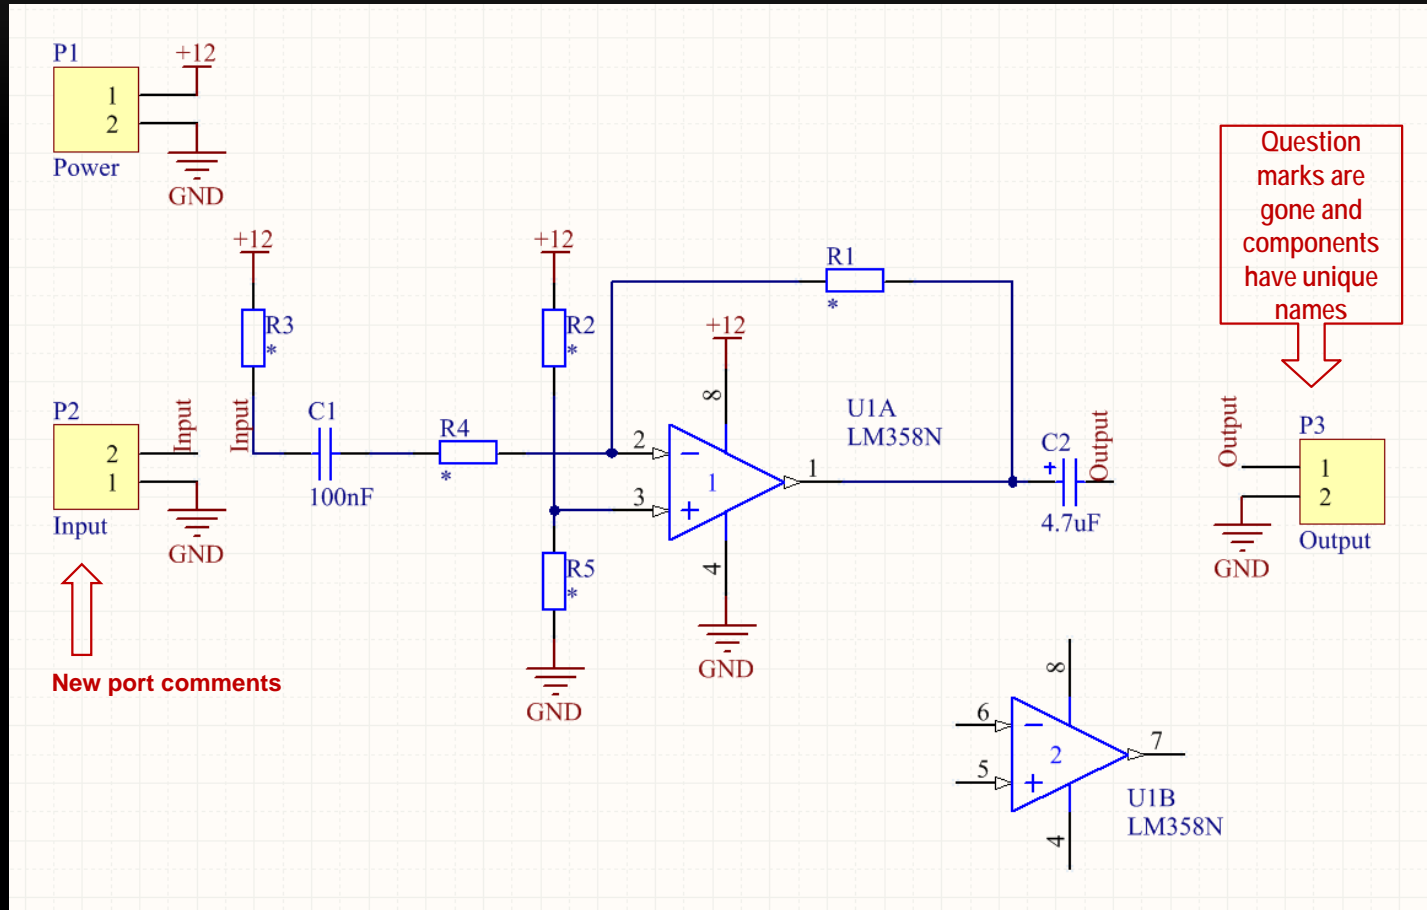 P1
+12
1
2
Power
GND
Question
marks are
gone and
components
have unique
names
+12
R3
*
+12
R2
*
R1
*
+12
8
P2
2
1
Input
Input
GND
Input
C1
100nF
R4
*
2
3
1
1
4
GND
U1A
LM358N
C2
+
4.7uF
Output
Output
P3
1
2
Output
GND
R5
*
GND
New port comments
8
6
5
2
7
4
U1B
LM358N